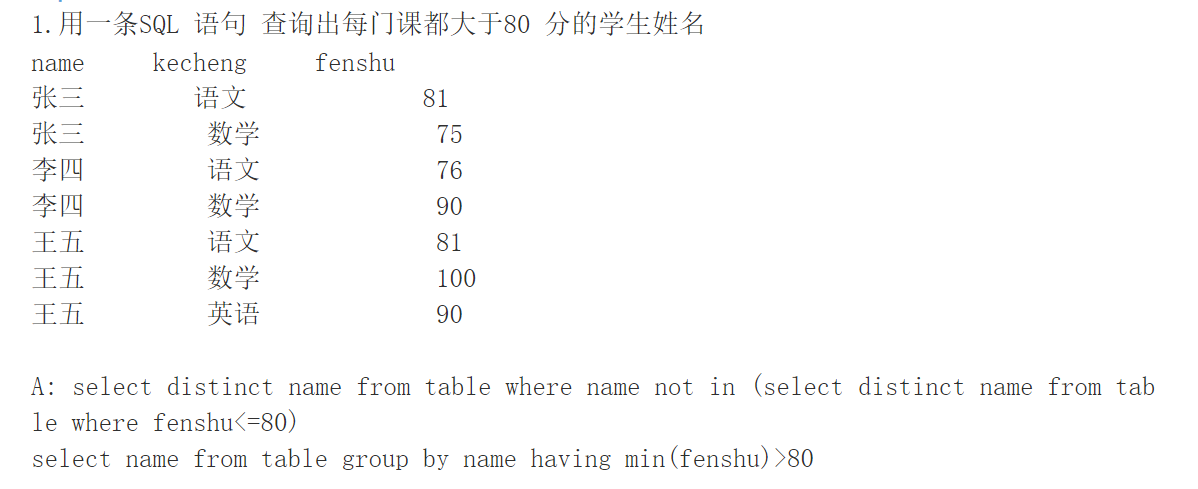 1.用一条SQL 语句 查询出每门课都大于80 分的学生姓名
name kecheng fenshu
张三 语文 81
张三 数学 75
李四 语文 76
李四 数学 90
王五 语文 81
王五 数学 100
王五 英语 90
A: select distinct name from table where name not in (select distinct name from tab
le where fenshu<=80)
select name from table group by name having min(fenshu)>80